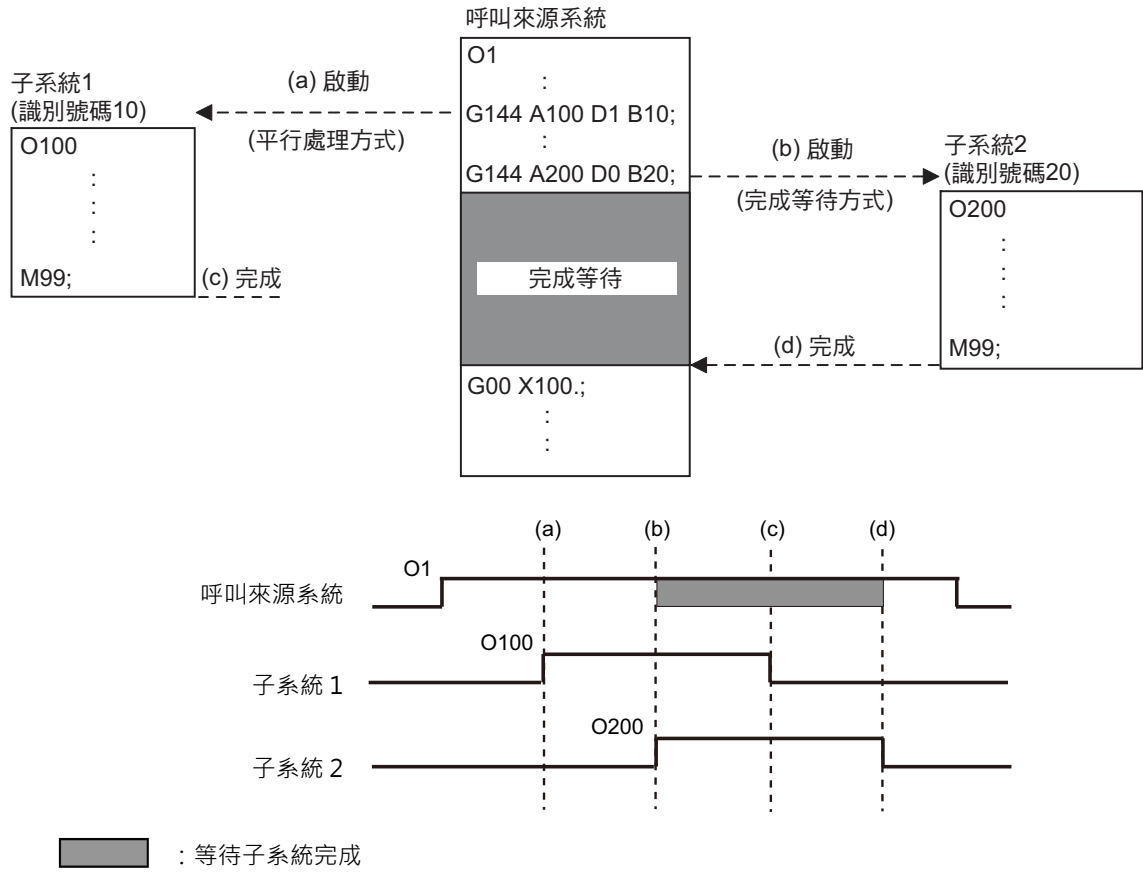 呼叫來源系統
O1
:
G144 A100 D1 B10;
:
G144 A200 D0 B20;
完成等待
G00 X100.;
:
:
子系統1
(識別號碼10)
O100
:
:
:
M99;
(a) 啟動
(平行處理方式)
(c) 完成
(b) 啟動
(完成等待方式)
(d) 完成
子系統2
(識別號碼20)
O200
:
:
:
M99;
(a) (b) (c) (d)
呼叫來源系統 O1
子系統 1 O100
子系統 2 O200
: 等待子系統完成